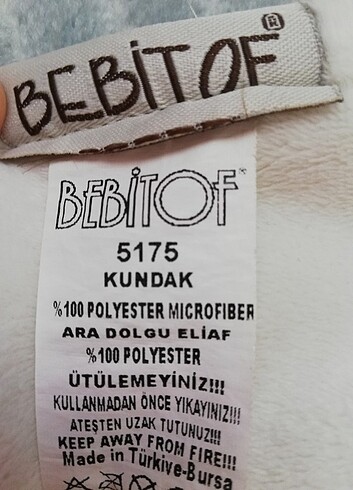 BEBİTOF®
BEBİTOF
5175
KUNDAK
%100 POLYESTER MICROFIBER
ARA DOLGU ELİAF
%100 POLYESTER
ÜTÜLEMEYİNİZ!!!
KULLANMADAN ÖNCE YIKAYINIZ!!!
ATEŞTEN UZAK TUTUNUZ!!!
KEEP AWAY FROM FIRE!!!
Made in Türkiye-Bursa